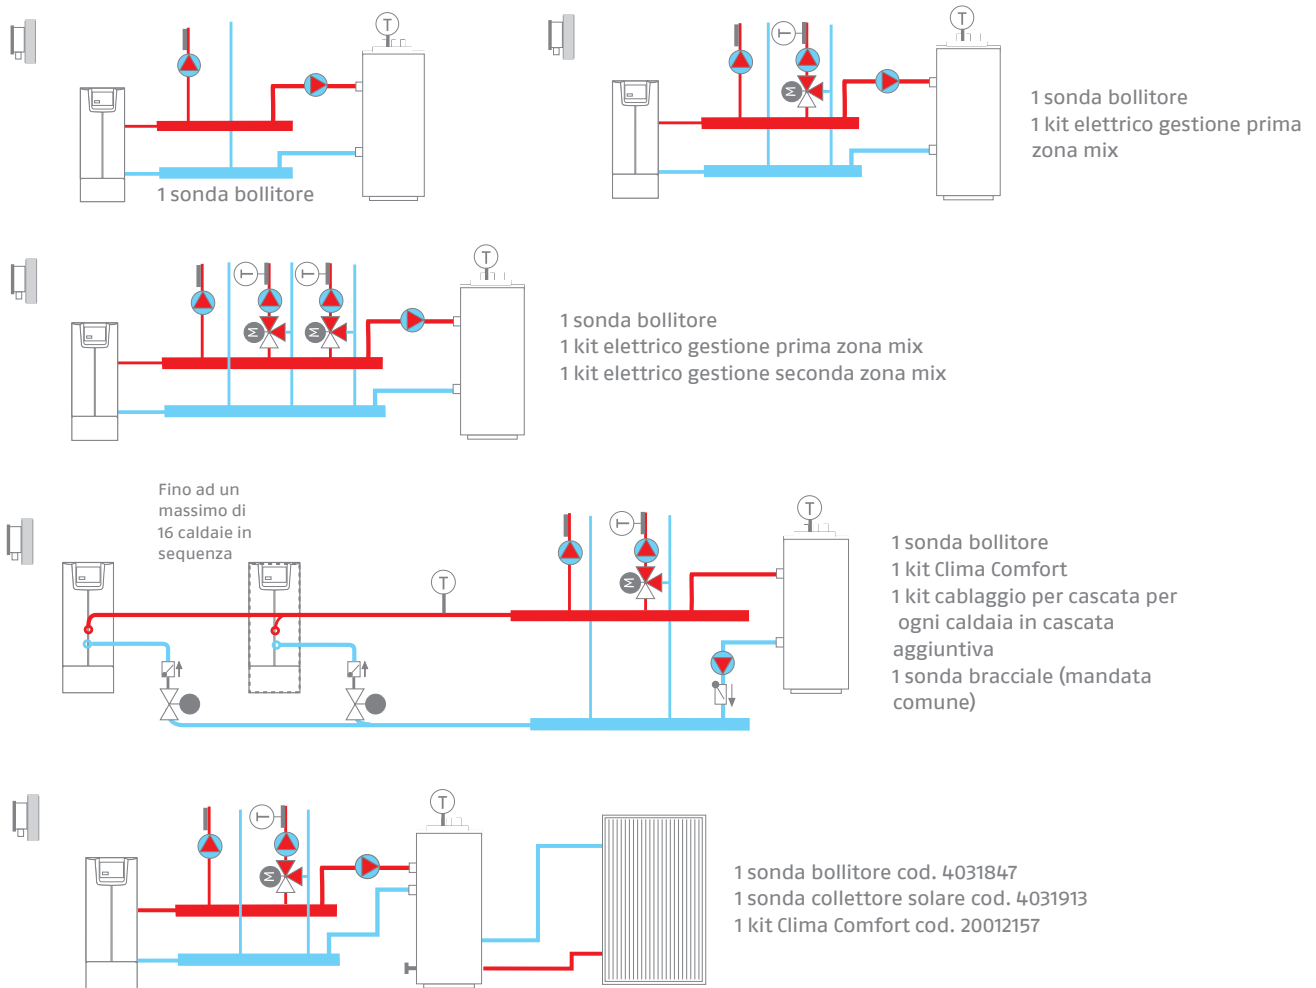 T
T
T
M
1 sonda bollitore
1 kit elettrico gestione prima
zona mix
1 sonda bollitore
T
T
T
M
M
1 sonda bollitore
1 kit elettrico gestione prima zona mix
1 kit elettrico gestione seconda zona mix
Fino ad un
massimo di
16 caldaie in
sequenza
T
T
T
M
1 sonda bollitore
1 kit Clima Comfort
1 kit cablaggio per cascata per
ogni caldaia in cascata
aggiuntiva
1 sonda bracciale (mandata
comune)
T
T
M
1 sonda bollitore cod. 4031847
1 sonda collettore solare cod. 4031913
1 kit Clima Comfort cod. 20012157